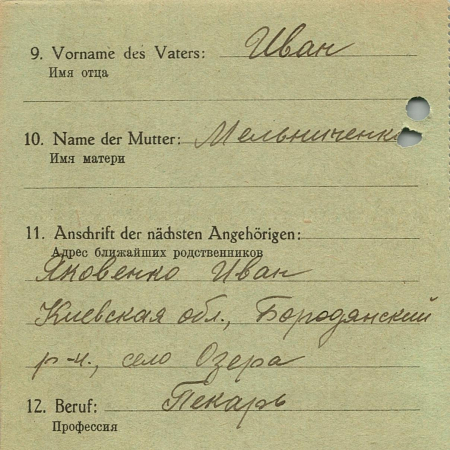 9. Vorname des Vaters: Иван
Имя отца
10. Name der Mutter: Мельниченко
Имя матери
11. Anschrift der nächsten Angehörigen:
Адрес ближайших родственников
Яковенко Иван
Киевская обл., Бородянский
р-н., село Озера
12. Beruf: Пекарь
Профессия